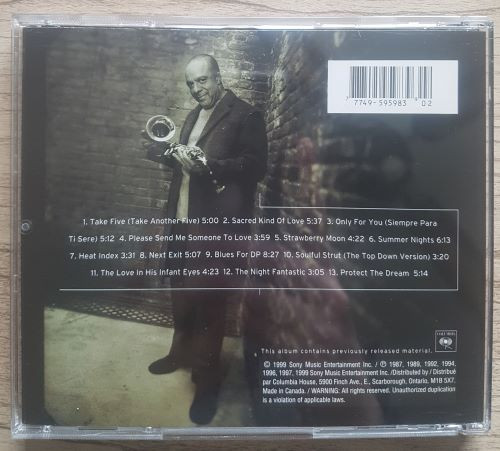 7749-595983 02
1. Take Five (Take Another Five) 5:00 2. Sacred Kind Of Love 5:37 3. Only For You (Siempre Para
Ti Sere) 5:12 4. Please Send Me Someone To Love 3:59 5. Strawberry Moon 4:22 6. Summer Nights 6:13
7. Heat Index 3:31 8. Next Exit 5:07 9. Blues For DP 8:27 10. Soulful Strut (The Top Down Version) 3:20
11. The Love in His Infant Eyes 4:23 12. The Night Fantastic 3:05 13. Protect The Dream 5:14
COLUMBIA
This album contains previously released material.
© 1999 Sony Music Entertainment Inc. / ℗ 1987, 1989, 1992, 1994,
1996, 1997, 1999 Sony Music Entertainment Inc. /Distributed by / Distribué
par Columbia House, 5900 Finch Ave., E., Scarborough, Ontario. M1B 5X7.
Made in Canada. / WARNING: All rights reserved. Unauthorized duplication
is a violation of applicable laws.